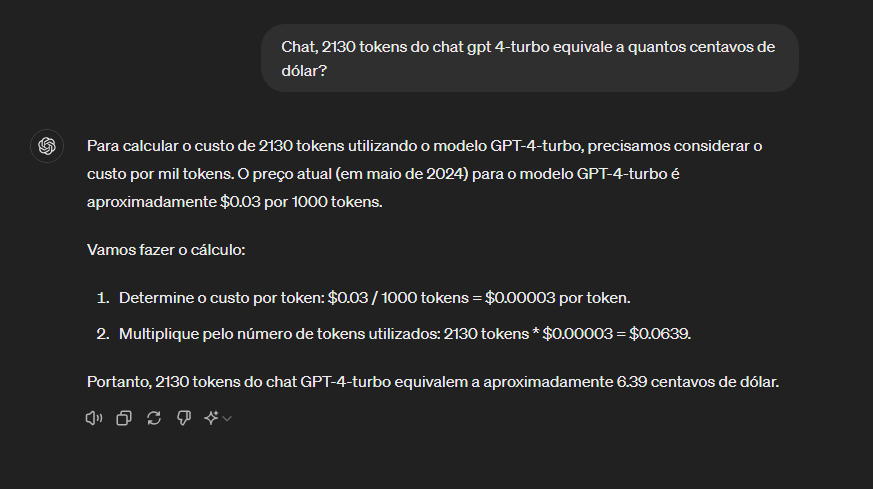 Chat, 2130 tokens do chat gpt 4-turbo equivale a quantos centavos de
dólar?
Para calcular o custo de 2130 tokens utilizando o modelo GPT-4-turbo, precisamos considerar o
custo por mil tokens. O preço atual (em maio de 2024) para o modelo GPT-4-turbo é
aproximadamente $0.03 por 1000 tokens.
Vamos fazer o cálculo:
1. Determine o custo por token: $0.03 / 1000 tokens = $0.00003 por token.
2. Multiplique pelo número de tokens utilizados: 2130 tokens * $0.00003 = $0.0639.
Portanto, 2130 tokens do chat GPT-4-turbo equivalem a aproximadamente 6.39 centavos de dólar.